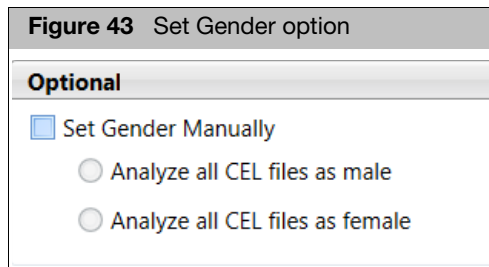 Figure 43 Set Gender option
Optional
Set Gender Manually
Analyze all CEL files as male
Analyze all CEL files as female